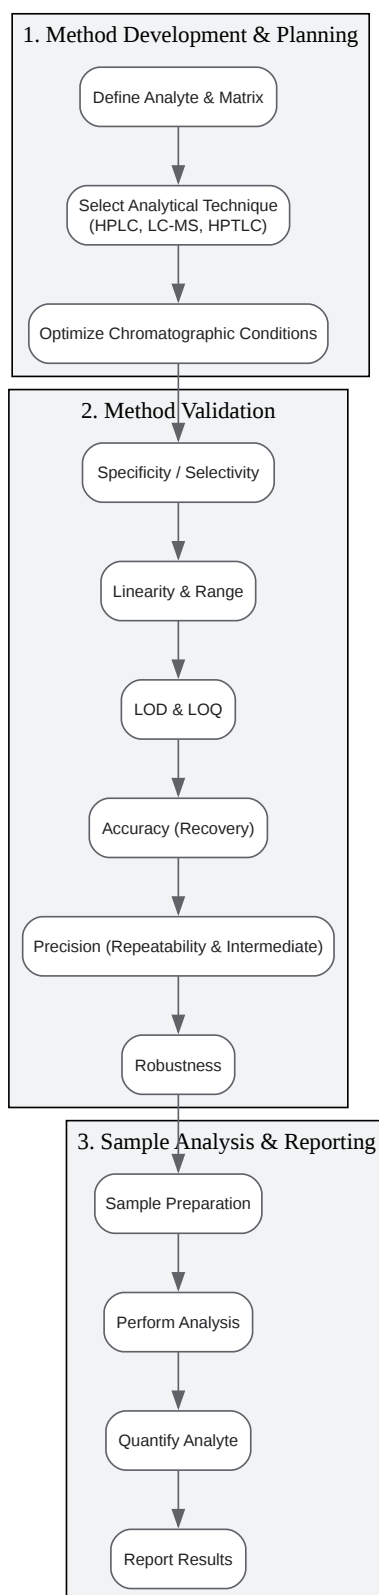 1. Method Development & Planning
Define Analyte & Matrix
Select Analytical Technique
(HPLC, LC-MS, HPTLC)
Optimize Chromatographic Conditions
2. Method Validation
Specificity / Selectivity
Linearity & Range
LOD & LOQ
Accuracy (Recovery)
Precision (Repeatability & Intermediate)
Robustness
3. Sample Analysis & Reporting
Sample Preparation
Perform Analysis
Quantify Analyte
Report Results